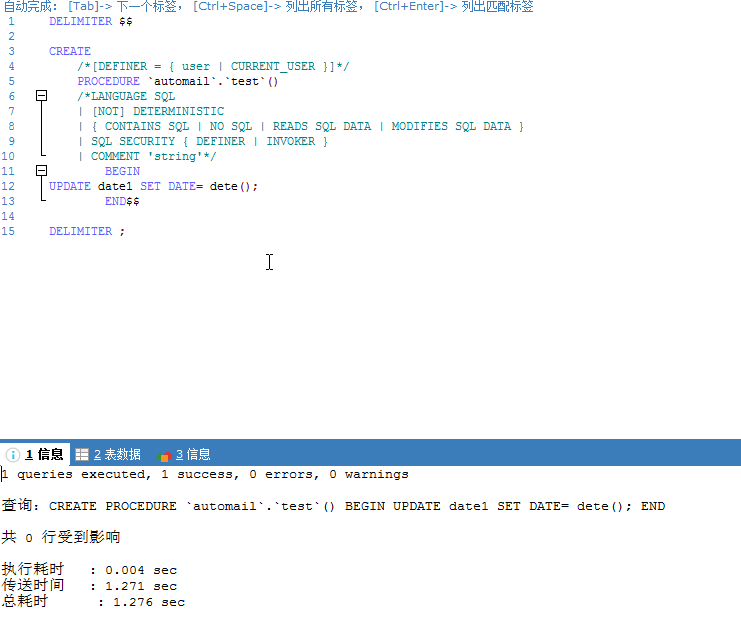 自动完成: [Tab]-> 下一个标签, [Ctrl+Space]-> 列出所有标签, [Ctrl+Enter]-> 列出匹配标签
1 DELIMITER $$
2
3 CREATE
4 /*[DEFINER = { user | CURRENT_USER }]*/
5 PROCEDURE `automail`.`test`()
6 /*LANGUAGE SQL
7 | [NOT] DETERMINISTIC
8 | { CONTAINS SQL | NO SQL | READS SQL DATA | MODIFIES SQL DATA }
9 | SQL SECURITY { DEFINER | INVOKER }
10 | COMMENT 'string'*/
11 BEGIN
12 UPDATE date1 SET DATE= dete();
13 END$$
14
15 DELIMITER ;
1 信息 2 表数据 3 信息
1 queries executed, 1 success, 0 errors, 0 warnings
查询: CREATE PROCEDURE `automail`.`test`() BEGIN UPDATE date1 SET DATE= dete(); END
共 0 行受到影响
执行耗时 : 0.004 sec
传送时间 : 1.271 sec
总耗时 : 1.276 sec